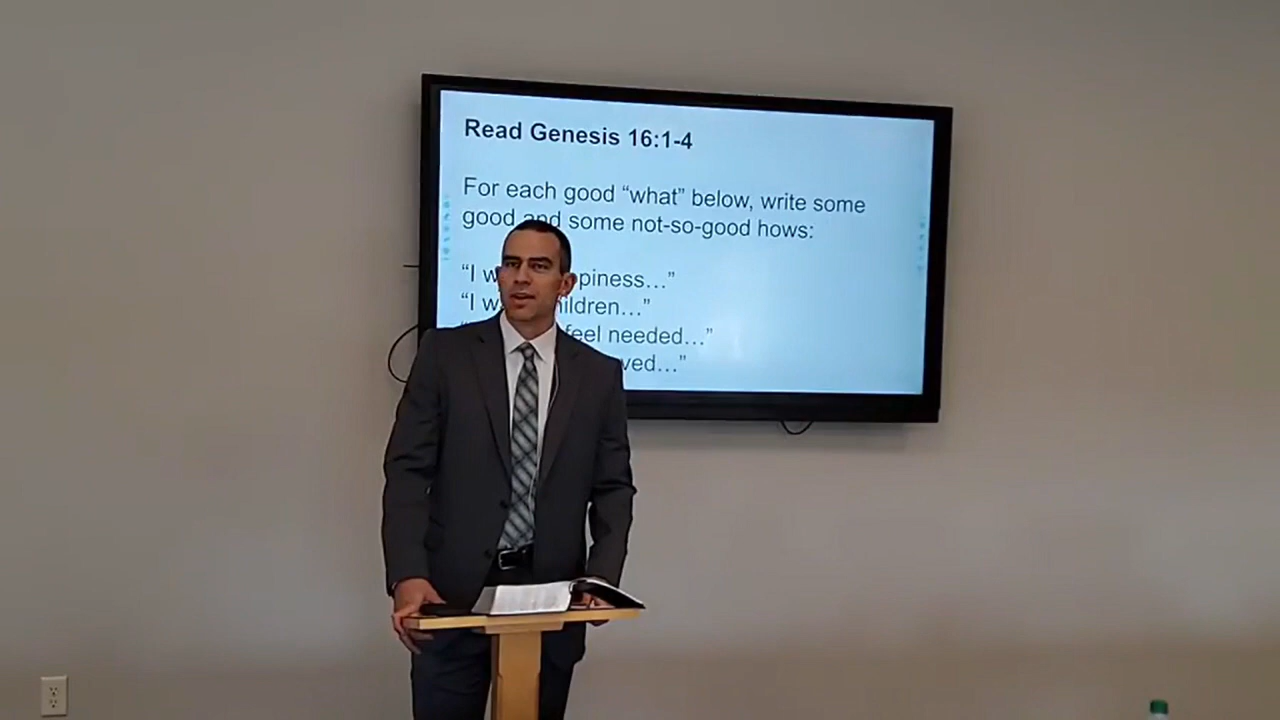 Read Genesis 16:1-4
For each good “what” below, write some
good and some not-so-good hows:
“I piness…”
“I ildren…”
feel needed…”
ved…”